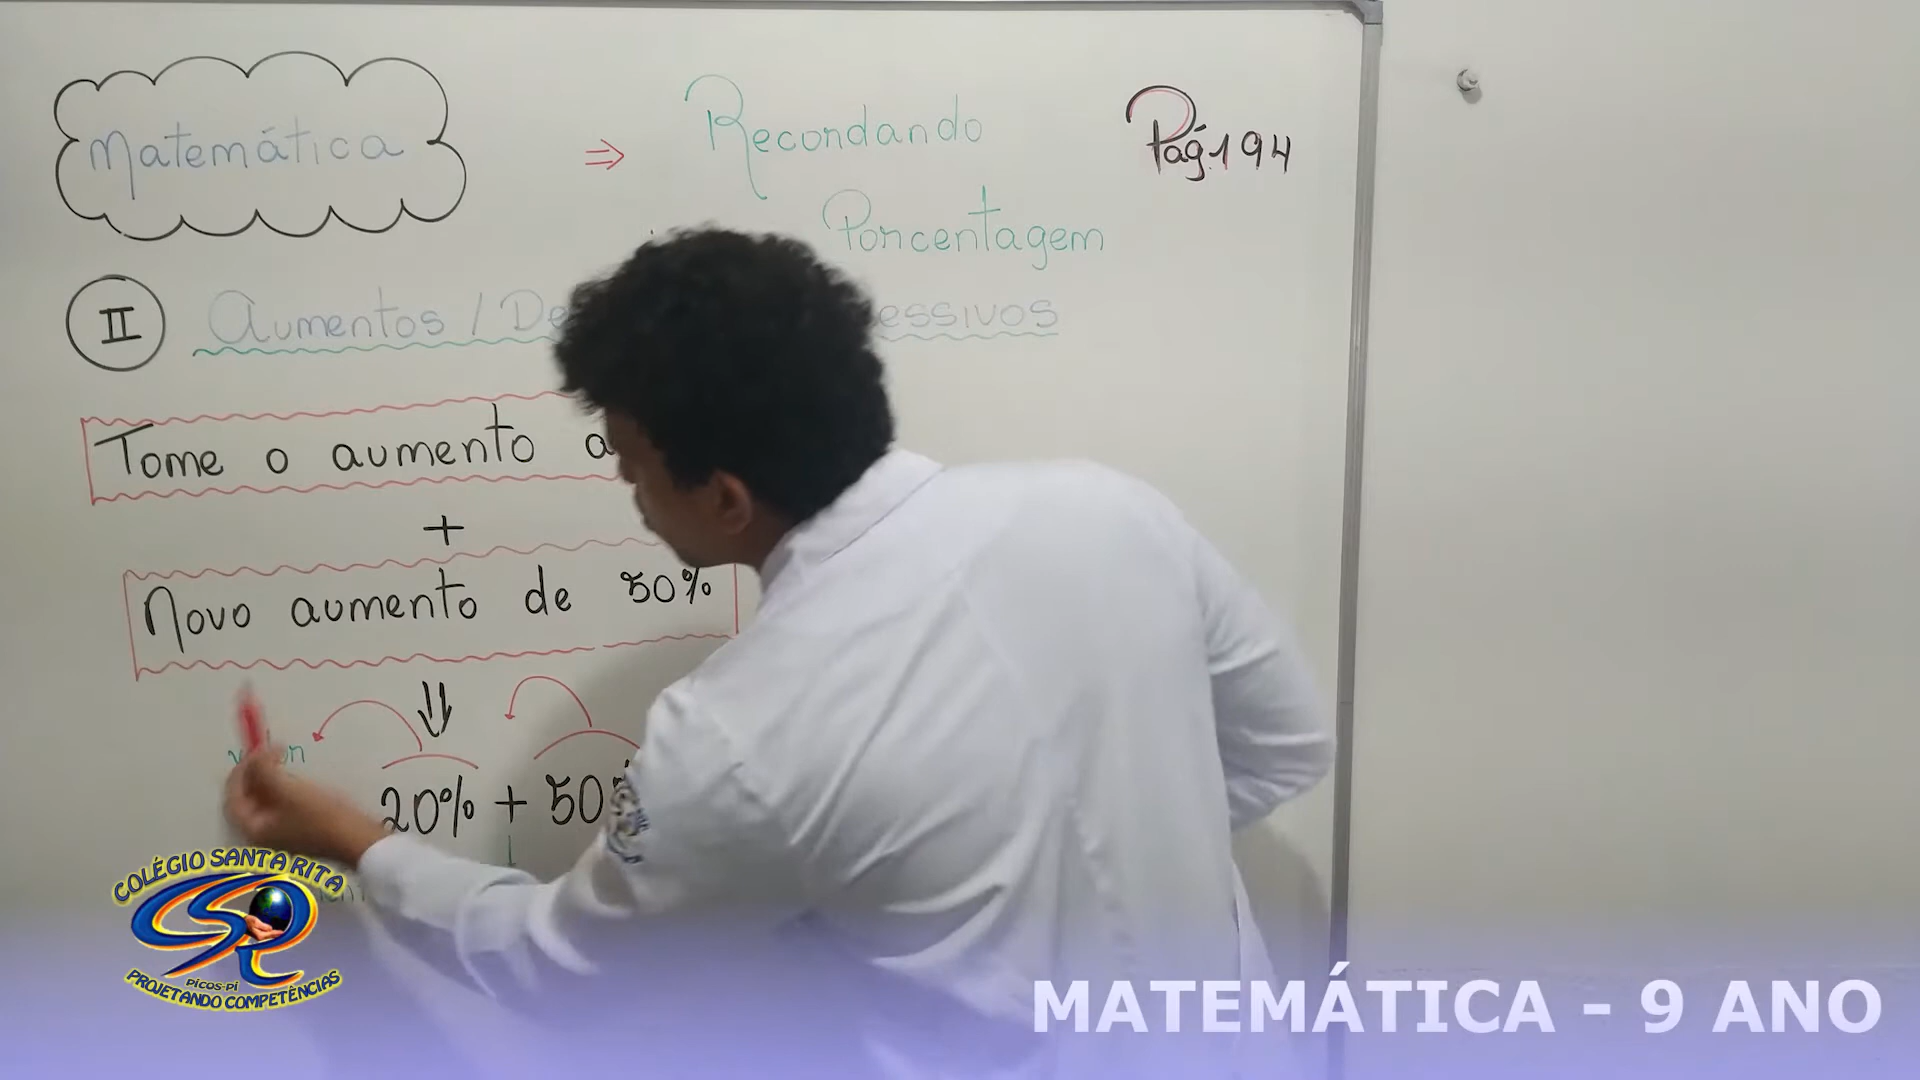 Matemática
⇒ Recordando Porcentagem
Pág.194
II Aumentos /
Tome o aumento
+
Novo aumento de 50%
20% + 50
COLÉGIO SANTA RITA
PICOS-PI
PROJETANDO COMPETÊNCIAS
MATEMÁTICA - 9 ANO